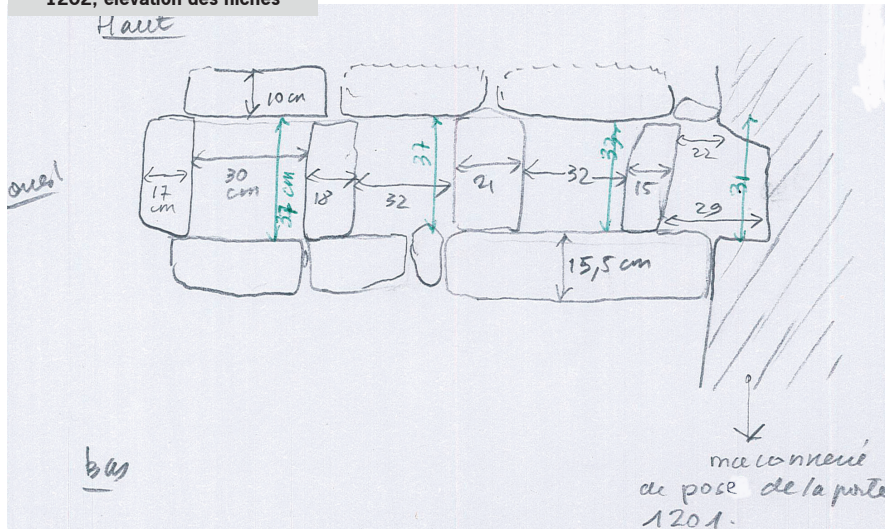 1202, élévation des niches
Haut
10 cm
ouest
17 cm
30 cm
37 cm
18
32
37
21
32
33
15
22
29
31
15,5 cm
bas
maçonnerie
de pose de la porte
1201.